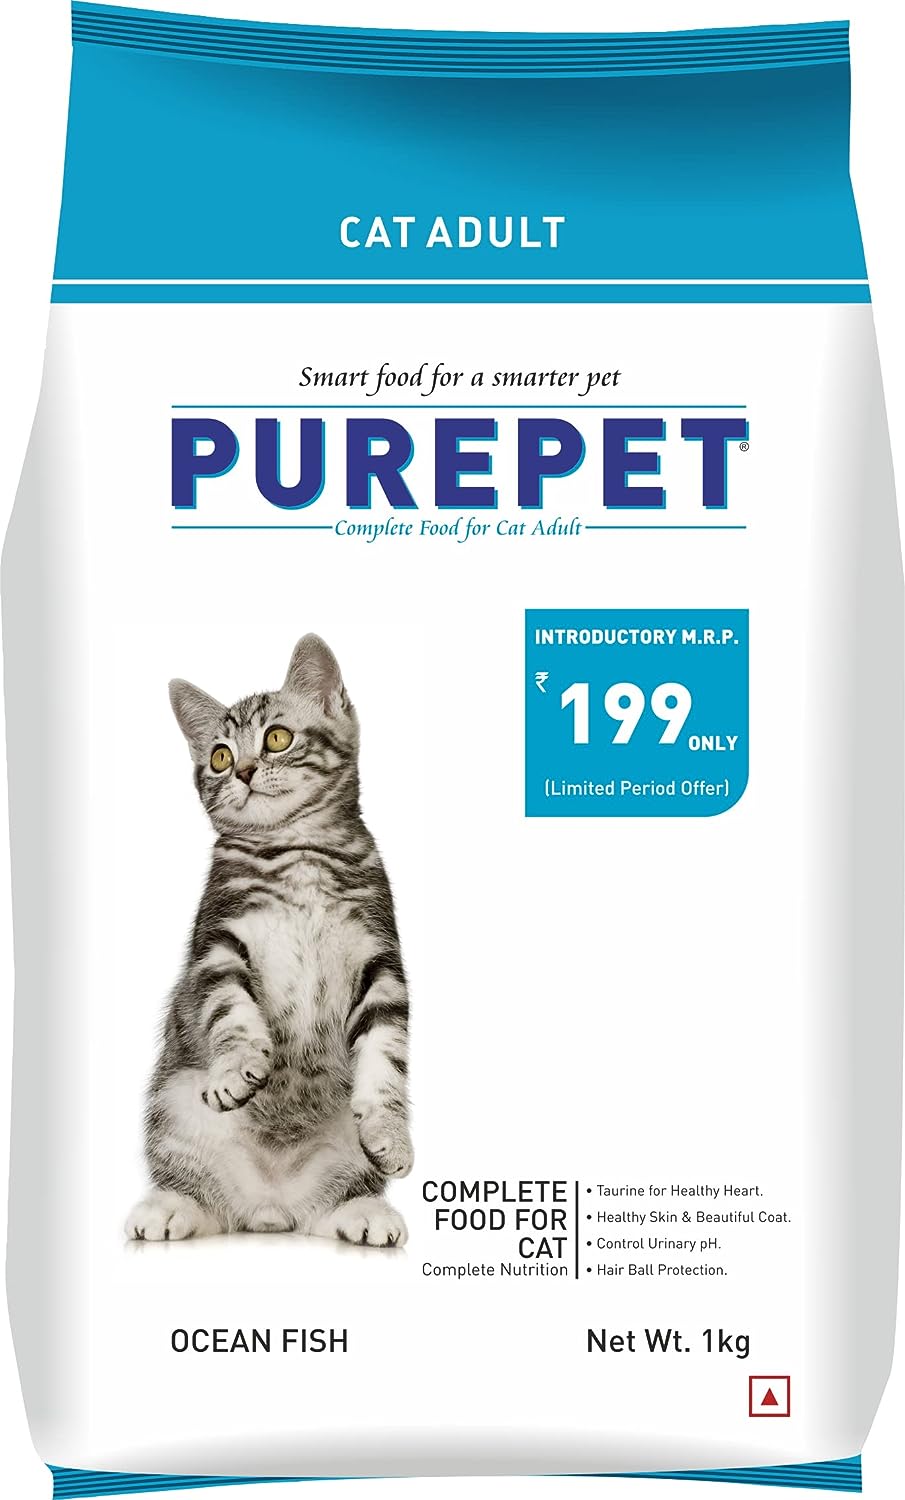 CAT ADULT
Smart food for a smarter pet
PUREPET®
Complete Food for Cat Adult
INTRODUCTORY M.R.P.
₹ 199 ONLY
(Limited Period Offer)
COMPLETE
FOOD FOR
CAT
Complete Nutrition
• Taurine for Healthy Heart.
• Healthy Skin & Beautiful Coat.
• Control Urinary pH.
• Hair Ball Protection.
OCEAN FISH
Net Wt. 1kg